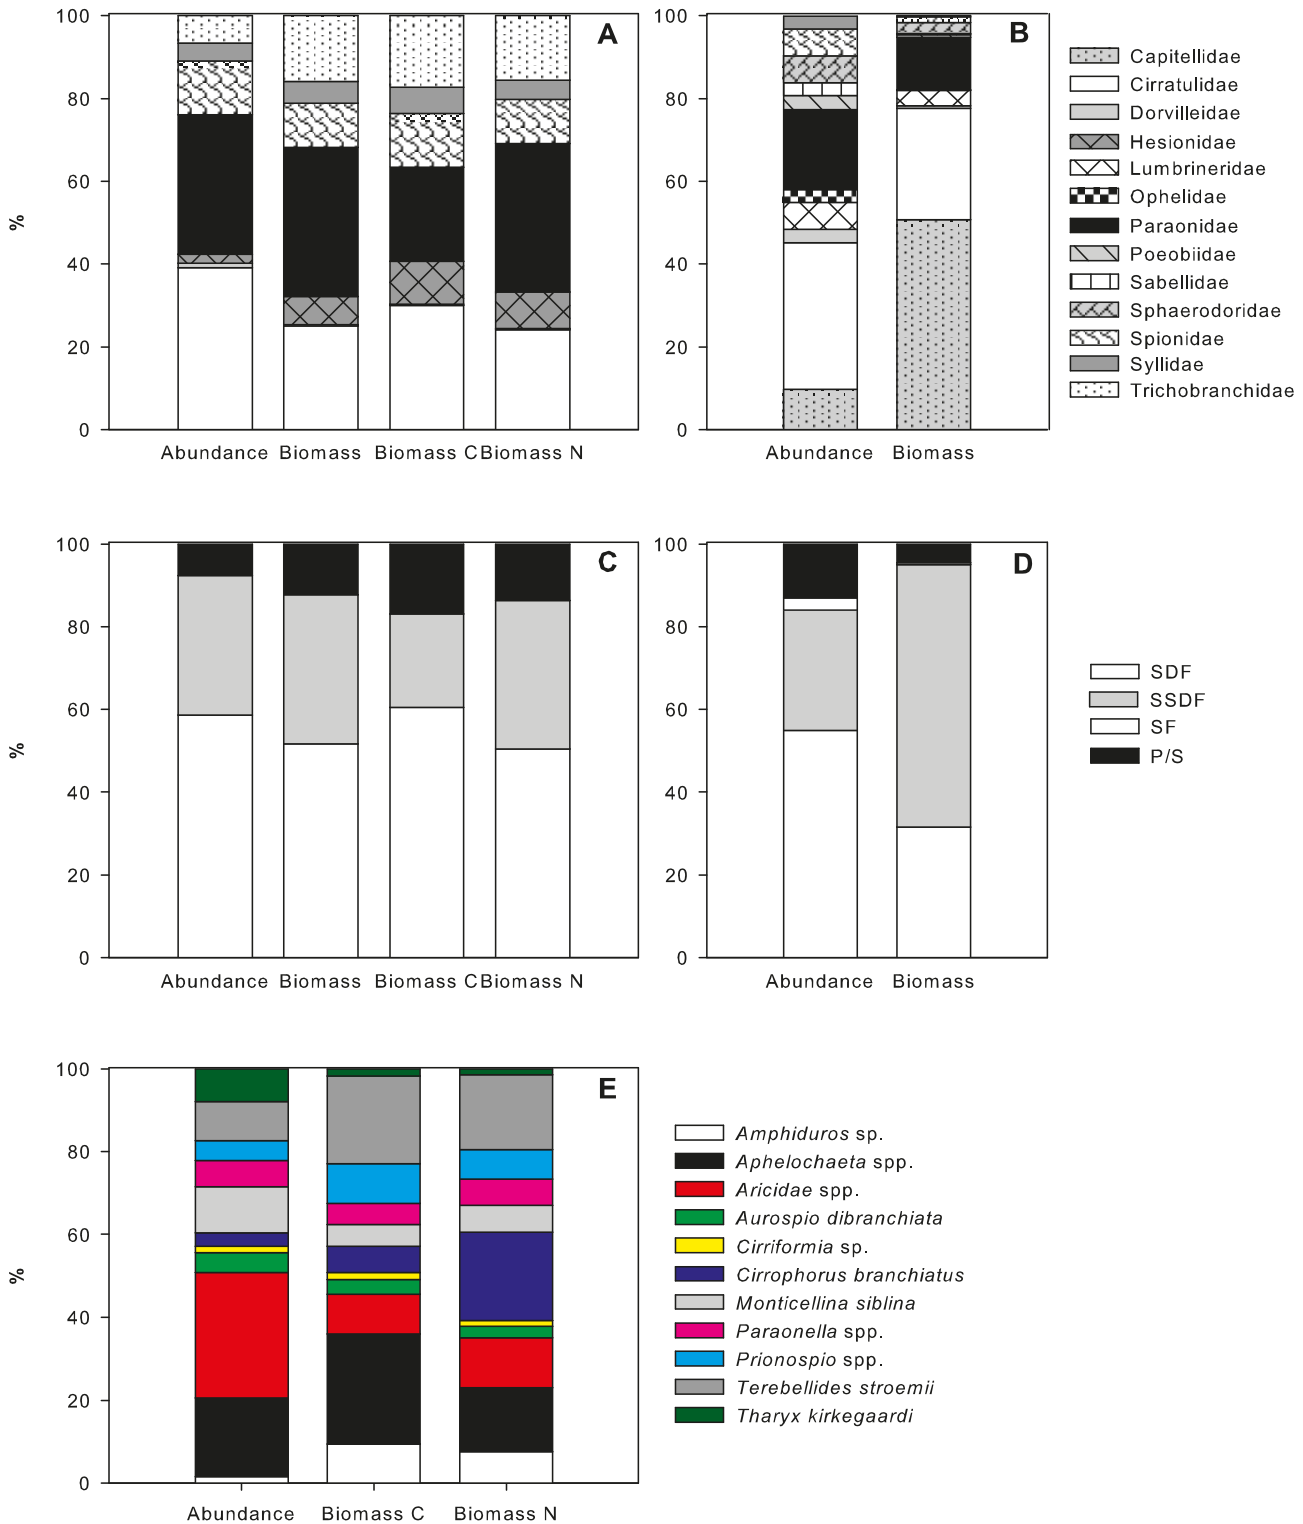 100
80
60
40
20
0
%
A
Abundance Biomass Biomass C Biomass N
100
80
60
40
20
0
B
Abundance Biomass
Capitellidae
Cirratulidae
Dorvilleidae
Hesionidae
Lumbrineridae
Ophelidae
Paraonidae
Poeobiidae
Sabellidae
Sphaerodoridae
Spionidae
Syllidae
Trichobranchidae
100
80
60
40
20
0
%
C
Abundance Biomass Biomass C Biomass N
100
80
60
40
20
0
D
Abundance Biomass
SDF
SSDF
SF
P/S
100
80
60
40
20
0
%
E
Abundance Biomass C Biomass N
Amphiduros sp.
Aphelochaeta spp.
Aricidae spp.
Aurospio dibranchiata
Cirriformia sp.
Cirrophorus branchiatus
Monticellina siblina
Paraonella spp.
Prionospio spp.
Terebellides stroemii
Tharyx kirkegaardi